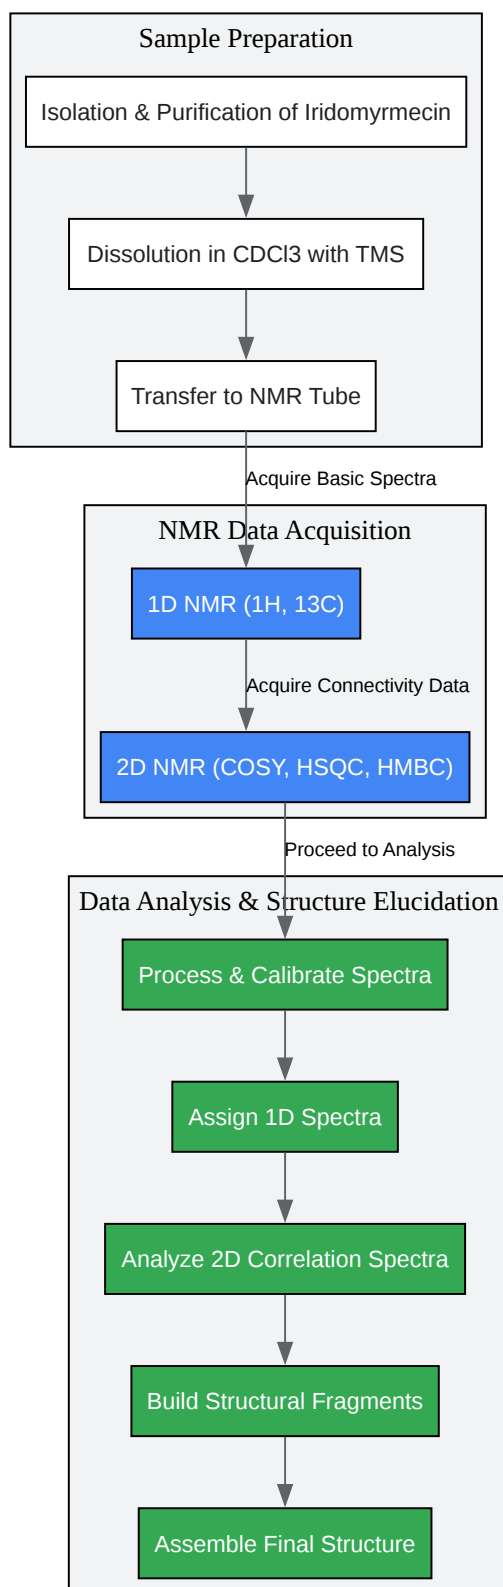 Sample Preparation
Isolation & Purification of Iridomyrmecin
Dissolution in CDCl3 with TMS
Transfer to NMR Tube
Acquire Basic Spectra
NMR Data Acquisition
1D NMR (1H, 13C)
Acquire Connectivity Data
2D NMR (COSY, HSQC, HMBC)
Proceed to Analysis
Data Analysis & Structure Elucidation
Process & Calibrate Spectra
Assign 1D Spectra
Analyze 2D Correlation Spectra
Build Structural Fragments
Assemble Final Structure